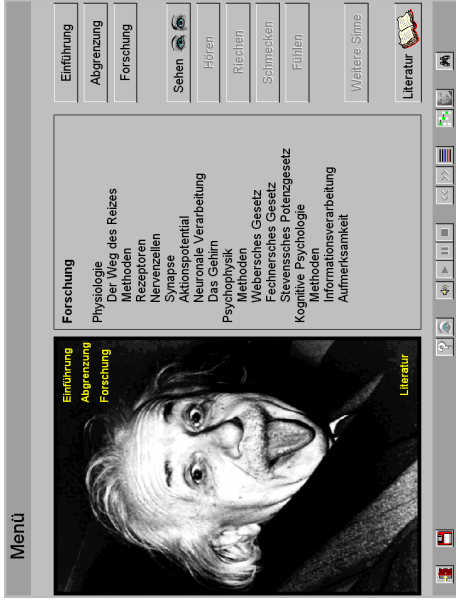 Menü
Einführung
Abgrenzung
Forschung
Literatur
Forschung
Physiologie
Der Weg des Reizes
Methoden
Rezeptoren
Nervenzellen
Synapse
Aktionspotential
Neuronale Verarbeitung
Das Gehirn
Psychophysik
Methoden
Webersches Gesetz
Fechnersches Gesetz
Stevenssches Potenzgesetz
Kognitive Psychologie
Methoden
Informationsverarbeitung
Aufmerksamkeit
Einführung
Abgrenzung
Forschung
Sehen
Hören
Riechen
Schmecken
Fühlen
Weitere Sinne
Literatur
?
<< >>